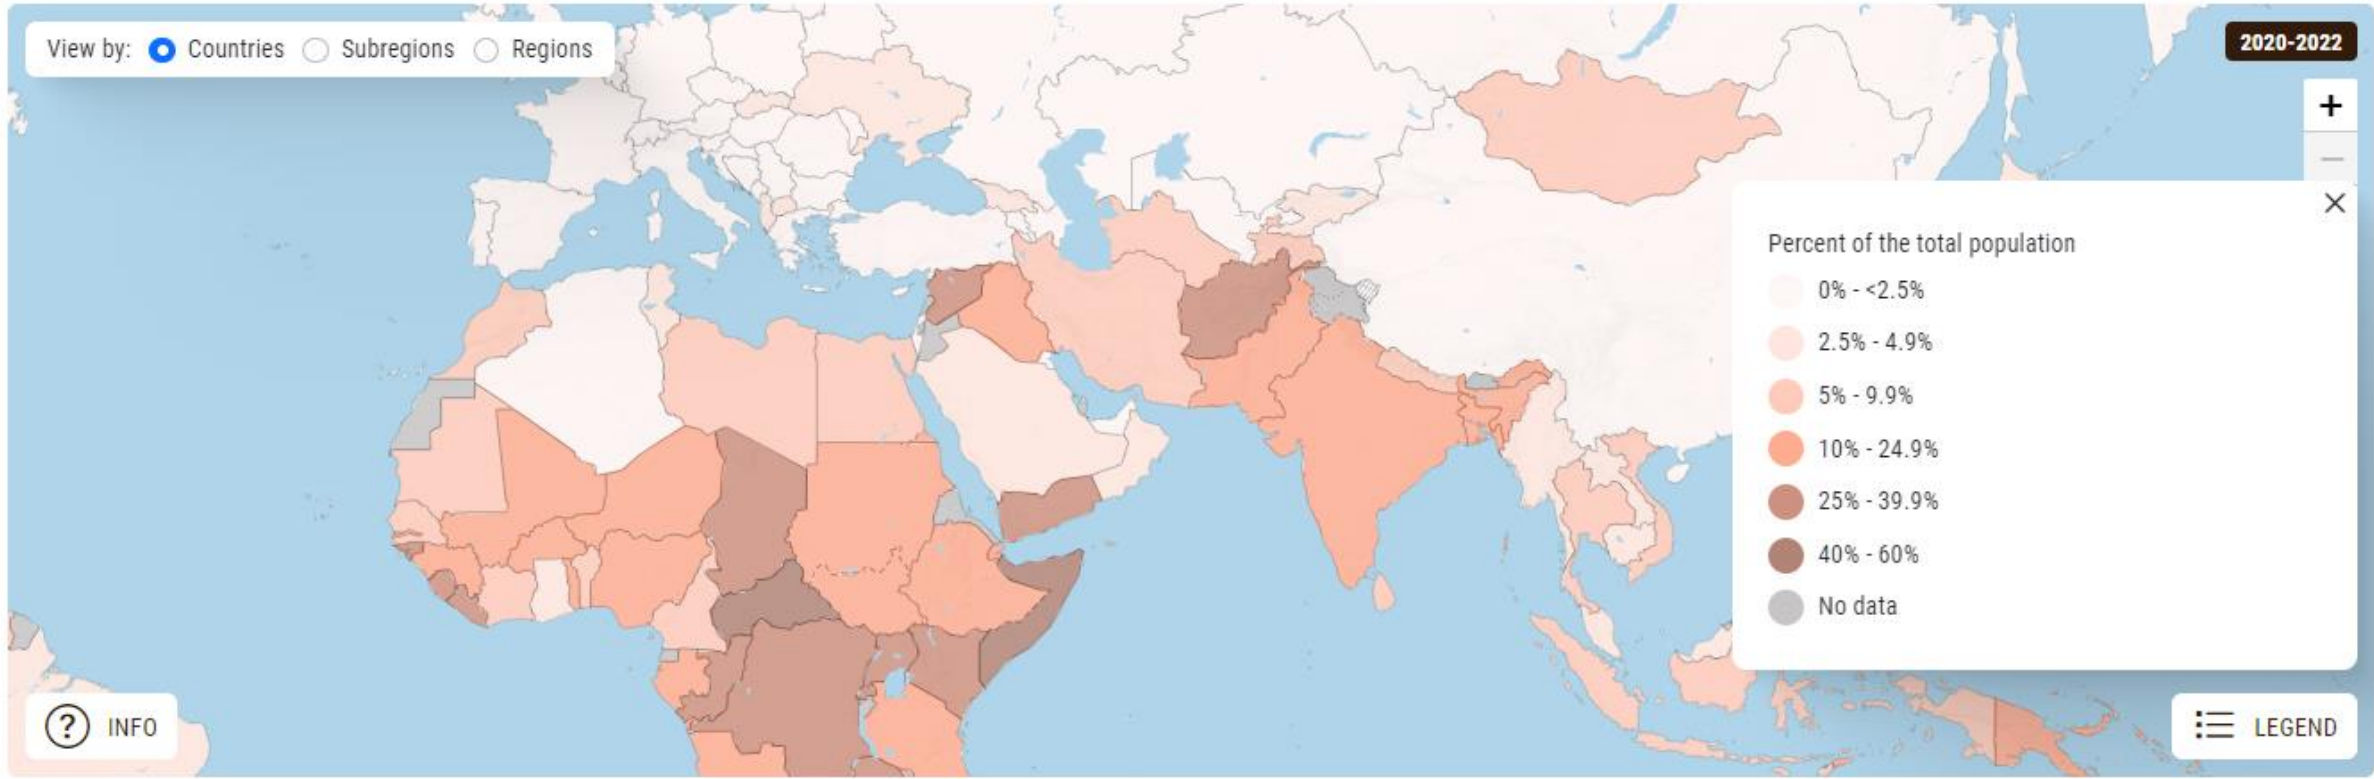 View by: Countries Subregions Regions
2020-2022
+
−
×
Percent of the total population
0% - <2.5%
2.5% - 4.9%
5% - 9.9%
10% - 24.9%
25% - 39.9%
40% - 60%
No data
? INFO
LEGEND